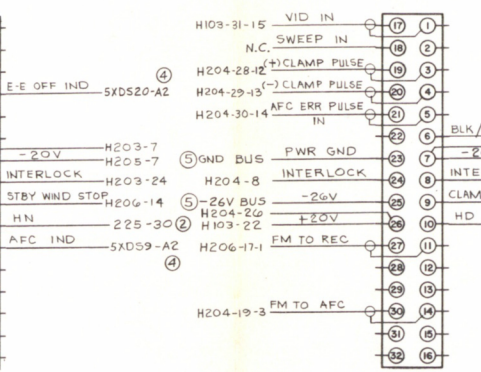 H103-31-15 VID IN 17 1
N.C. SWEEP IN 18 2
E-E OFF IND 4 5XDS20-A2
H204-28-12 (+) CLAMP PULSE 19 3
H204-29-13 (-) CLAMP PULSE 20 4
H204-30-14 AFC ERR PULSE IN 21 5
22 6 BLK/
-20V H203-7
H205-7
5 GND BUS PWR GND 23 7
INTERLOCK H203-24
H204-8 INTERLOCK 24 8 INTE
STBY WIND STOP H206-14
5 -26V BUS -26V 25 9 CLAM
H204-26
HN 225-30 2
H103-22 +20V 26 10 HD
AFC IND 5XDS9-A2 4
H206-17-1 FM TO REC 27 11
28 12
29 13
H204-19-3 FM TO AFC 30 14
31 15
32 16